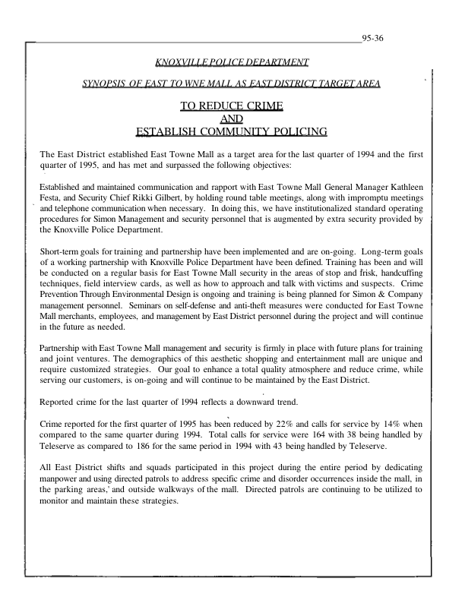 95-36
KNOXVILLE POLICE DEPARTMENT
SYNOPSIS OF EAST TO WNE MALL AS EAST DISTRICT TARGET AREA
TO REDUCE CRIME
AND
ESTABLISH COMMUNITY POLICING
The East District established East Towne Mall as a target area for the last quarter of 1994 and the first
quarter of 1995, and has met and surpassed the following objectives:
Established and maintained communication and rapport with East Towne Mall General Manager Kathleen
Festa, and Security Chief Rikki Gilbert, by holding round table meetings, along with impromptu meetings
and telephone communication when necessary. In doing this, we have institutionalized standard operating
procedures for Simon Management and security personnel that is augmented by extra security provided by
the Knoxville Police Department.
Short-term goals for training and partnership have been implemented and are on-going. Long-term goals
of a working partnership with Knoxville Police Department have been defined. Training has been and will
be conducted on a regular basis for East Towne Mall security in the areas of stop and frisk, handcuffing
techniques, field interview cards, as well as how to approach and talk with victims and suspects. Crime
Prevention Through Environmental Design is ongoing and training is being planned for Simon & Company
management personnel. Seminars on self-defense and anti-theft measures were conducted for East Towne
Mall merchants, employees, and management by East District personnel during the project and will continue
in the future as needed.
Partnership with East Towne Mall management and security is firmly in place with future plans for training
and joint ventures. The demographics of this aesthetic shopping and entertainment mall are unique and
require customized strategies. Our goal to enhance a total quality atmosphere and reduce crime, while
serving our customers, is on-going and will continue to be maintained by the East District.
Reported crime for the last quarter of 1994 reflects a downward trend.
Crime reported for the first quarter of 1995 has been reduced by 22% and calls for service by 14% when
compared to the same quarter during 1994. Total calls for service were 164 with 38 being handled by
Teleserve as compared to 186 for the same period in 1994 with 43 being handled by Teleserve.
All East District shifts and squads participated in this project during the entire period by dedicating
manpower and using directed patrols to address specific crime and disorder occurrences inside the mall, in
the parking areas, and outside walkways of the mall. Directed patrols are continuing to be utilized to
monitor and maintain these strategies.